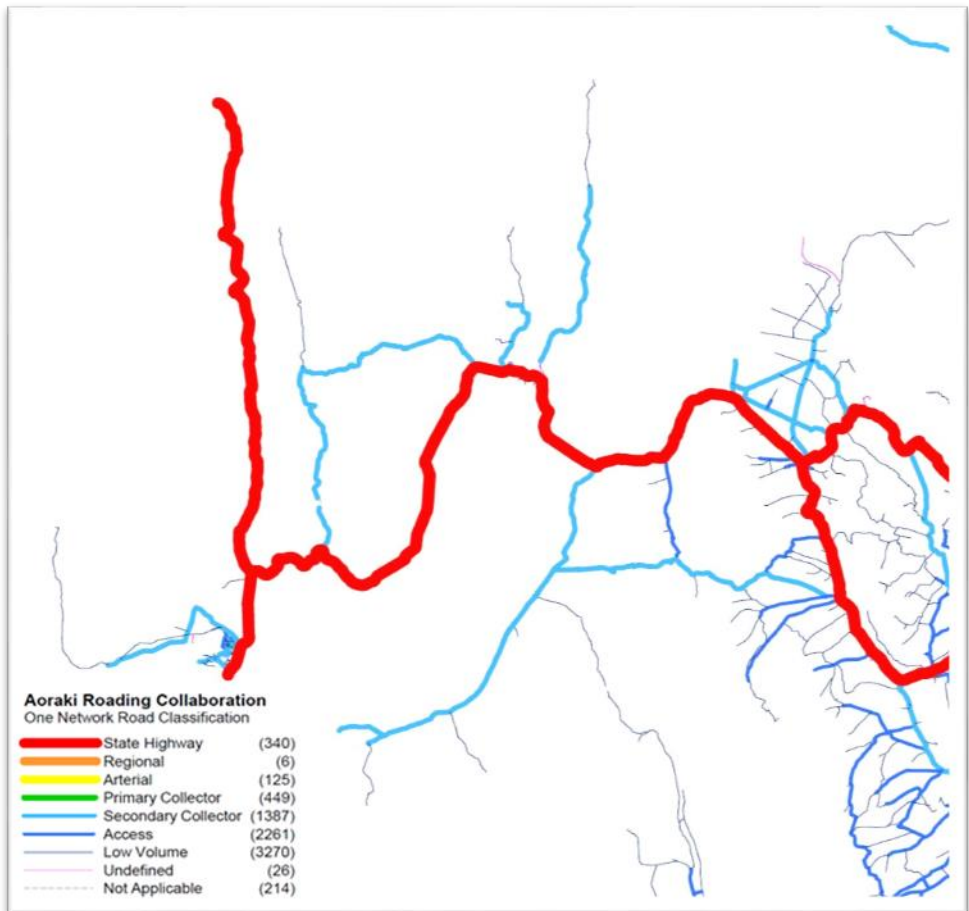 Aoraki Roading Collaboration
One Network Road Classification
State Highway (340)
Regional (6)
Arterial (125)
Primary Collector (449)
Secondary Collector (1387)
Access (2261)
Low Volume (3270)
Undefined (26)
Not Applicable (214)